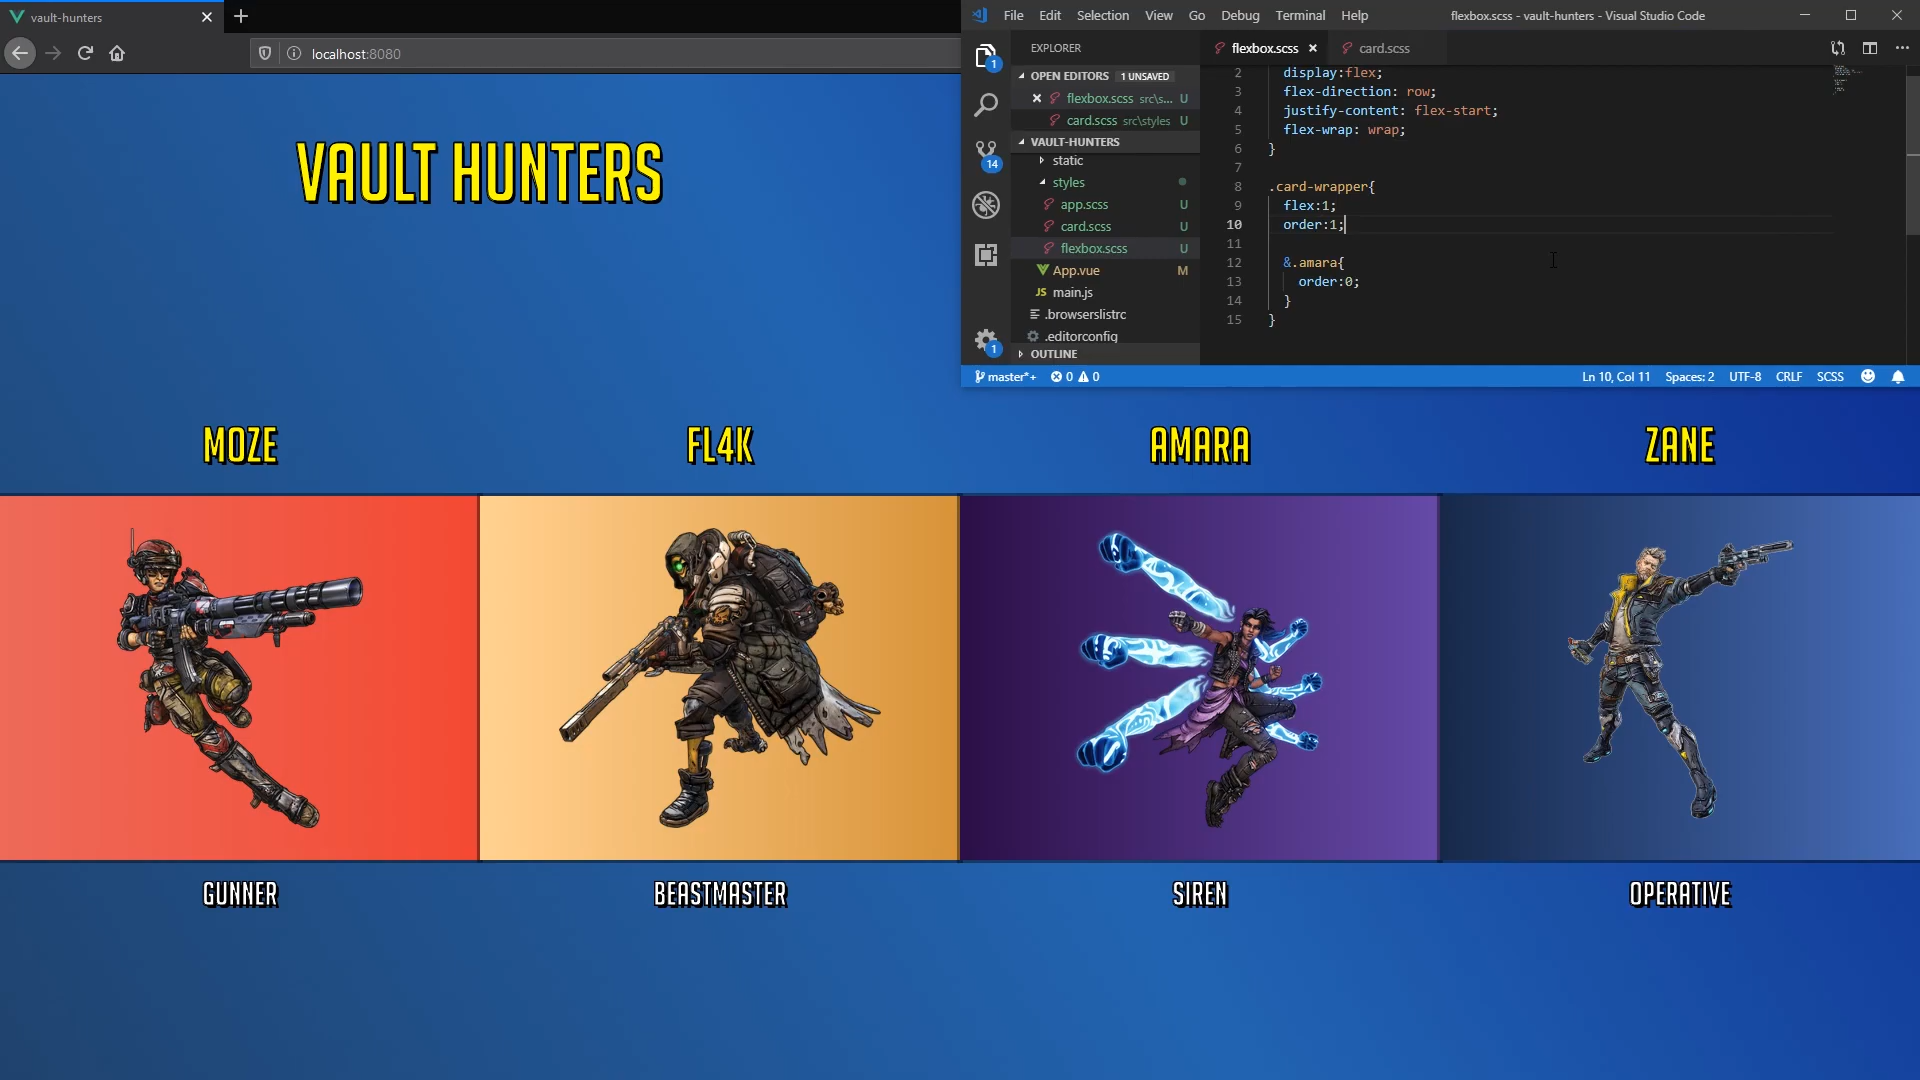 vault-hunters
localhost:8080
VAULT HUNTERS
File Edit Selection View Go Debug Terminal Help
flexbox.scss - vault-hunters - Visual Studio Code
EXPLORER
OPEN EDITORS 1 UNSAVED
flexbox.scss src\s... U
card.scss src\styles U
VAULT-HUNTERS
static
styles
app.scss U
card.scss U
flexbox.scss U
App.vue M
JS main.js
.browserslistrc
.editorconfig
OUTLINE
1
14
1
flexbox.scss
card.scss
2 display:flex;
3 flex-direction: row;
4 justify-content: flex-start;
5 flex-wrap: wrap;
6 }
7
8 .card-wrapper{
9 flex:1;
10 order:1;
11
12 &.amara{
13 order:0;
14 }
15 }
master*+ 0 0
Ln 10, Col 11 Spaces: 2 UTF-8 CRLF SCSS
MOZE
FL4K
AMARA
ZANE
GUNNER
BEASTMASTER
SIREN
OPERATIVE